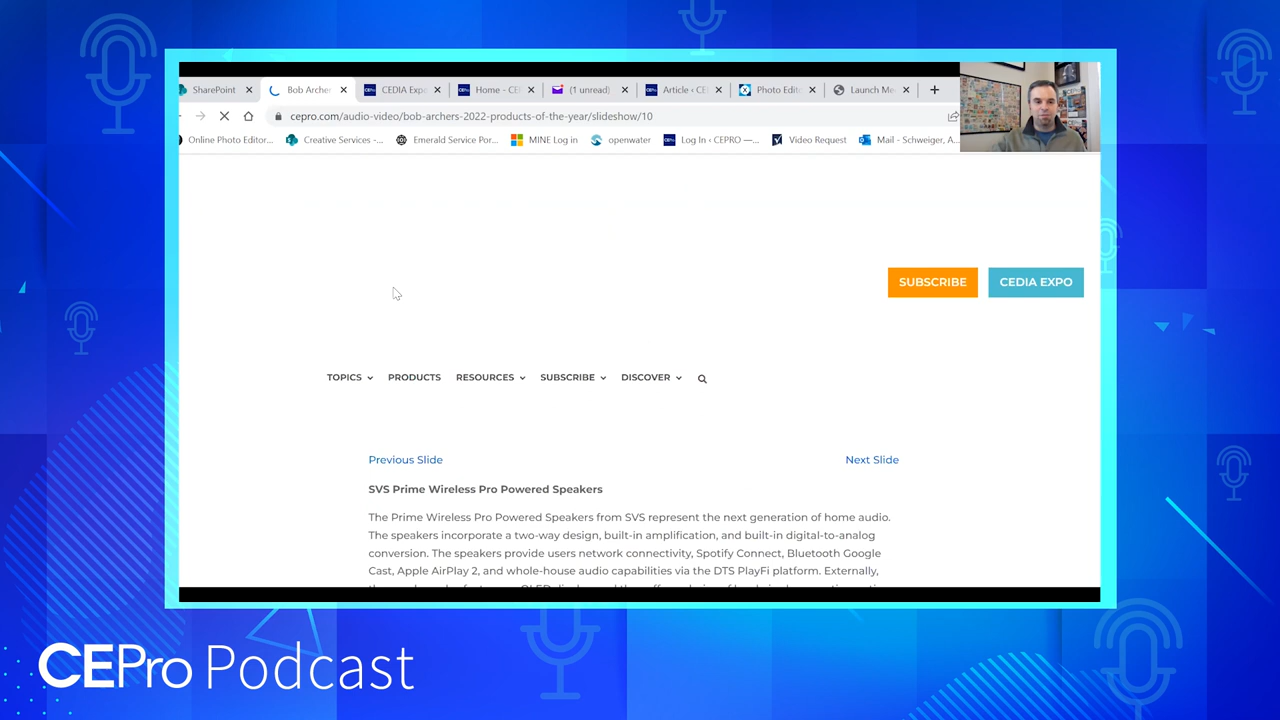 SharePoint
Bob Archer
CEDIA Exp
Home - CE
(1 unread)
Article ‹ CE
Photo Edit
Launch Me
cepro.com/audio-video/bob-archers-2022-products-of-the-year/slideshow/10
Online Photo Editor...
Creative Services -...
Emerald Service Por...
MINE Log in
openwater
Log In ‹ CEPRO —...
Video Request
Mail - Schweiger, A...
SUBSCRIBE
CEDIA EXPO
TOPICS
PRODUCTS
RESOURCES
SUBSCRIBE
DISCOVER
Previous Slide
Next Slide
SVS Prime Wireless Pro Powered Speakers
The Prime Wireless Pro Powered Speakers from SVS represent the next generation of home audio.
The speakers incorporate a two-way design, built-in amplification, and built-in digital-to-analog
conversion. The speakers provide users network connectivity, Spotify Connect, Bluetooth Google
Cast, Apple AirPlay 2, and whole-house audio capabilities via the DTS PlayFi platform. Externally,
CEPro Podcast